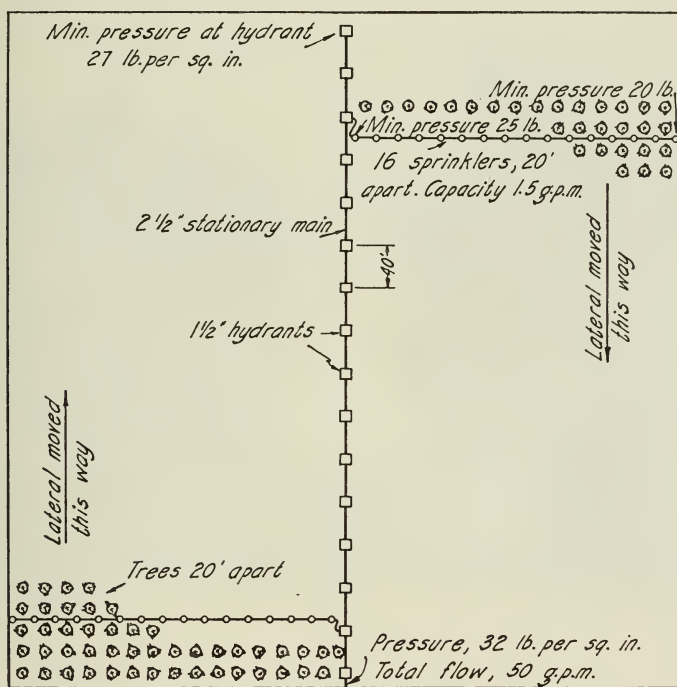 Min. pressure at hydrant
27 lb. per sq. in.
Min. pressure 20 lb.
Min. pressure 25 lb.
16 sprinklers, 20'
apart. Capacity 1.5 g.p.m.
2½" stationary main
40'
1½" hydrants
Lateral moved
this way
Lateral moved
this way
Trees 20' apart
Pressure, 32 lb. per sq. in.
Total flow, 50 g.p.m.